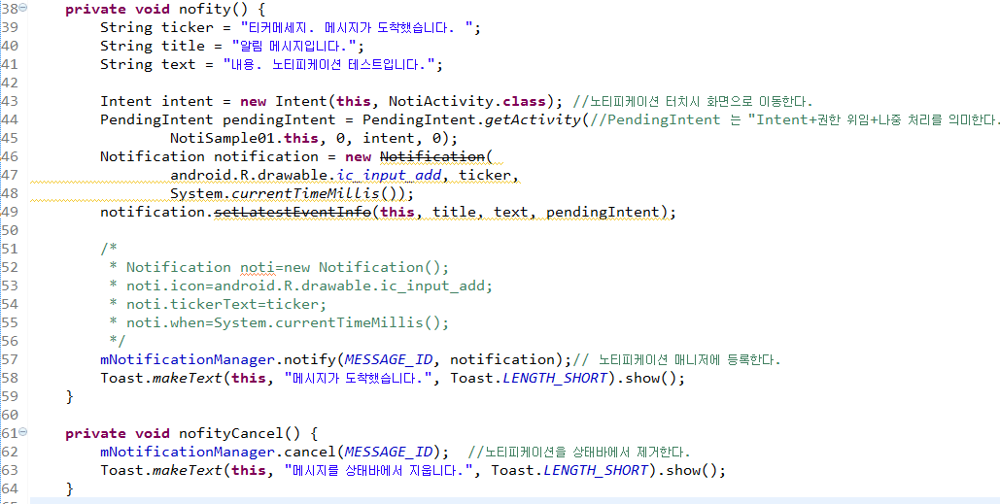 38 private void nofity() {
39 String ticker = "티커메세지. 메시지가 도착했습니다. ";
40 String title = "알림 메시지입니다.";
41 String text = "내용. 노티피케이션 테스트입니다.";
42
43 Intent intent = new Intent(this, NotiActivity.class); //노티피케이션 터치시 화면으로 이동한다.
44 PendingIntent pendingIntent = PendingIntent.getActivity(//PendingIntent 는 "Intent+권한 위임+나중 처리를 의미한다.
45 NotiSample01.this, 0, intent, 0);
46 Notification notification = new Notification(
47 android.R.drawable.ic_input_add, ticker,
48 System.currentTimeMillis());
49 notification.setLatestEventInfo(this, title, text, pendingIntent);
50
51 /*
52 * Notification noti=new Notification();
53 * noti.icon=android.R.drawable.ic_input_add;
54 * noti.tickerText=ticker;
55 * noti.when=System.currentTimeMillis();
56 */
57 mNotificationManager.notify(MESSAGE_ID, notification);// 노티피케이션 매니저에 등록한다.
58 Toast.makeText(this, "메시지가 도착했습니다.", Toast.LENGTH_SHORT).show();
59 }
60
61 private void nofityCancel() {
62 mNotificationManager.cancel(MESSAGE_ID); //노티피케이션을 상태바에서 제거한다.
63 Toast.makeText(this, "메시지를 상태바에서 지웁니다.", Toast.LENGTH_SHORT).show();
64 }